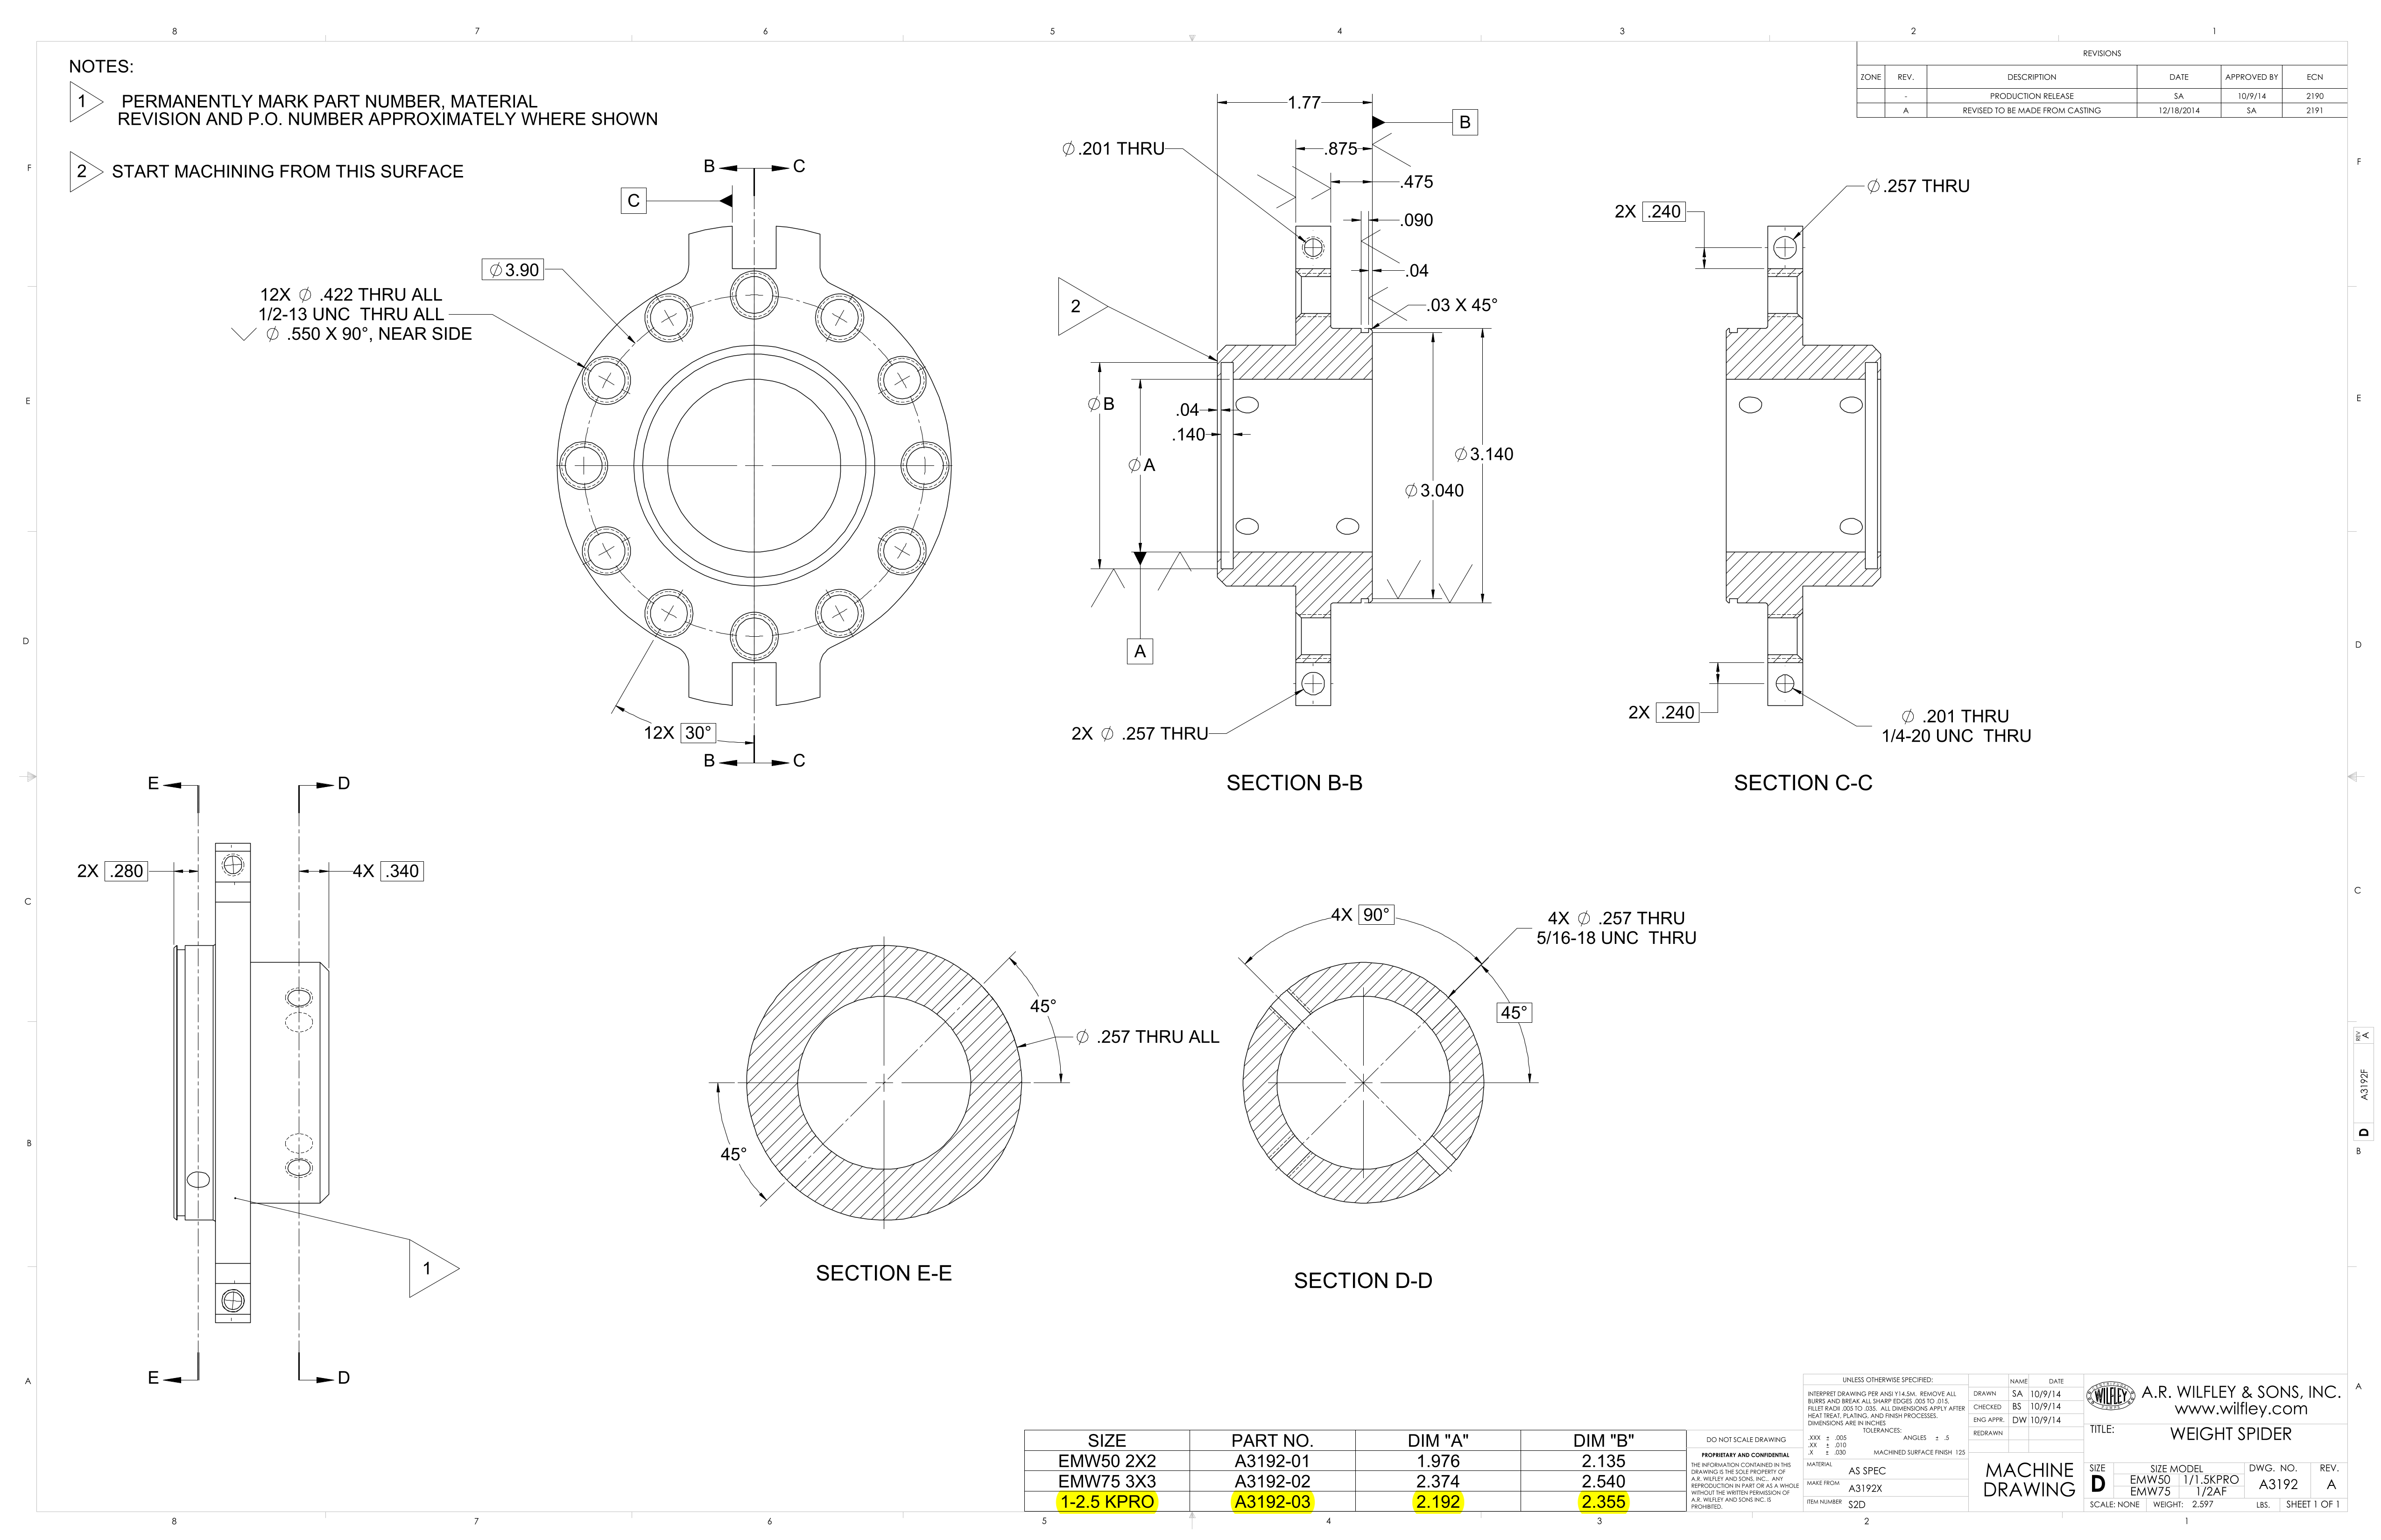 8 7 6 5 4 3 2 1
NOTES:
1 PERMANENTLY MARK PART NUMBER, MATERIAL
REVISION AND P.O. NUMBER APPROXIMATELY WHERE SHOWN
2 START MACHINING FROM THIS SURFACE
REVISIONS
ZONE REV. DESCRIPTION DATE APPROVED BY ECN
- PRODUCTION RELEASE SA 10/9/14 2190
A REVISED TO BE MADE FROM CASTING 12/18/2014 SA 2191
F
F
E
E
D
D
C
C
B
B
A
A
B C
C
∅3.90
12X ∅ .422 THRU ALL
1/2-13 UNC THRU ALL
⌵ ∅ .550 X 90°, NEAR SIDE
12X 30°
B C
1.77
B
∅.201 THRU
.875
.475
.090
.04
.03 X 45°
2
∅B
.04
.140
∅A
∅3.140
∅3.040
A
2X ∅ .257 THRU
SECTION B-B
∅.257 THRU
2X .240
2X .240
∅ .201 THRU
1/4-20 UNC THRU
SECTION C-C
E D
2X .280
4X .340
1
E D
45°
∅ .257 THRU ALL
45°
SECTION E-E
4X 90°
4X ∅ .257 THRU
5/16-18 UNC THRU
45°
SECTION D-D
REV A
A3192F
D
SIZE PART NO. DIM "A" DIM "B"
EMW50 2X2 A3192-01 1.976 2.135
EMW75 3X3 A3192-02 2.374 2.540
1-2.5 KPRO A3192-03 2.192 2.355
DO NOT SCALE DRAWING
PROPRIETARY AND CONFIDENTIAL
THE INFORMATION CONTAINED IN THIS
DRAWING IS THE SOLE PROPERTY OF
A.R. WILFLEY AND SONS, INC.. ANY
REPRODUCTION IN PART OR AS A WHOLE
WITHOUT THE WRITTEN PERMISSION OF
A.R. WILFLEY AND SONS INC. IS
PROHIBITED.
UNLESS OTHERWISE SPECIFIED:
INTERPRET DRAWING PER ANSI Y14.5M. REMOVE ALL
BURRS AND BREAK ALL SHARP EDGES .005 TO .015.
FILLET RADII .005 TO .035. ALL DIMENSIONS APPLY AFTER
HEAT TREAT, PLATING, AND FINISH PROCESSES.
DIMENSIONS ARE IN INCHES
TOLERANCES:
.XXX ± .005 ANGLES ± .5
.XX ± .010
.X ± .030 MACHINED SURFACE FINISH 125
MATERIAL AS SPEC
MAKE FROM A3192X
ITEM NUMBER S2D
NAME DATE
DRAWN SA 10/9/14
CHECKED BS 10/9/14
ENG APPR. DW 10/9/14
REDRAWN
MACHINE
DRAWING
WILFLEY
A.R. WILFLEY & SONS, INC.
www.wilfley.com
TITLE:
WEIGHT SPIDER
SIZE SIZE MODEL DWG. NO. REV.
D EMW50 1/1.5KPRO A3192 A
EMW75 1/2AF
SCALE: NONE WEIGHT: 2.597 LBS. SHEET 1 OF 1
8 7 6 5 4 3 2 1